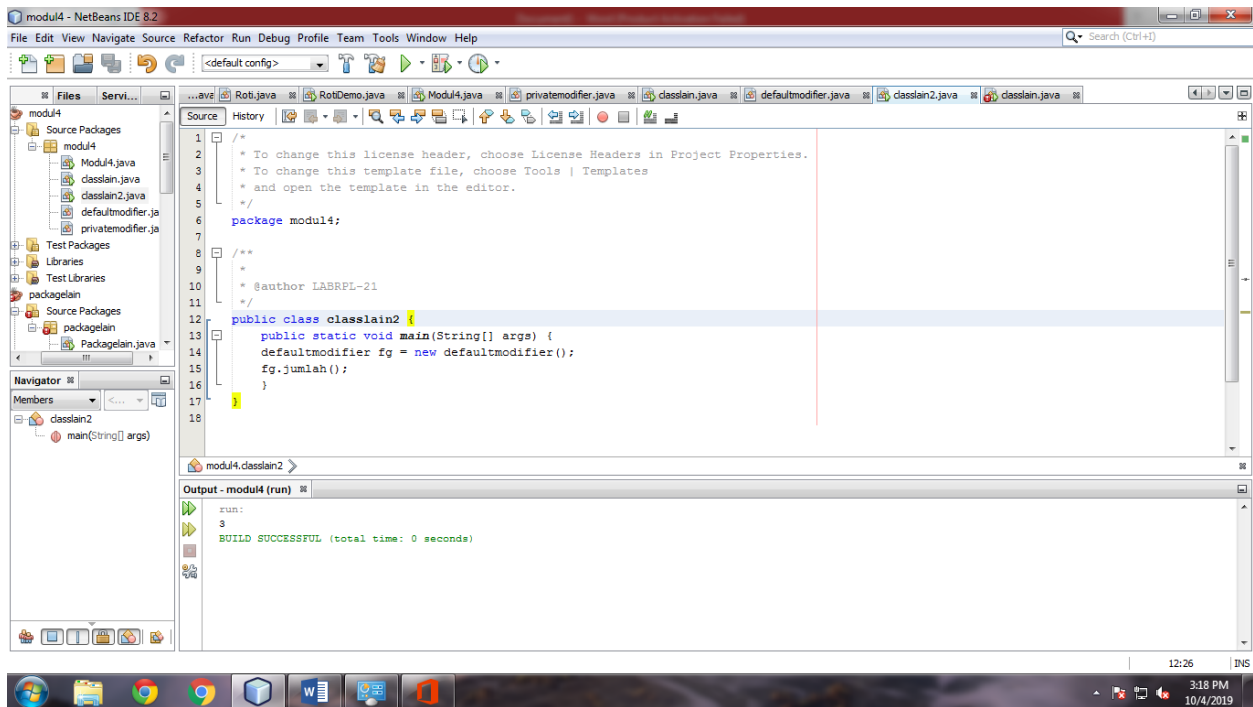 modul4 - NetBeans IDE 8.2
File Edit View Navigate Source Refactor Run Debug Profile Team Tools Window Help
Search (Ctrl+I)
<default config>
Files Servi...
...ava Roti.java RotiDemo.java Modul4.java privatemodifier.java classlain.java defaultmodifier.java classlain2.java classlain.java
Source History
modul4
Source Packages
modul4
Modul4.java
classlain.java
classlain2.java
defaultmodifier.ja
privatemodifier.ja
Test Packages
Libraries
Test Libraries
packagelain
Source Packages
packagelain
Packagelain.java
Navigator
Members <...
classlain2
main(String[] args)
1 /*
2 * To change this license header, choose License Headers in Project Properties.
3 * To change this template file, choose Tools | Templates
4 * and open the template in the editor.
5 */
6 package modul4;
7
8 /**
9 *
10 * @author LABRPL-21
11 */
12 public class classlain2 {
13 public static void main(String[] args) {
14 defaultmodifier fg = new defaultmodifier();
15 fg.jumlah();
16 }
17 }
18
modul4.classlain2
Output - modul4 (run)
run:
3
BUILD SUCCESSFUL (total time: 0 seconds)
12:26 INS
3:18 PM
10/4/2019